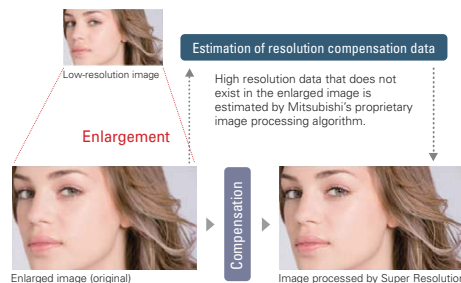 Estimation of resolution compensation data
Low-resolution image
High resolution data that does not
exist in the enlarged image is
estimated by Mitsubishi's proprietary
image processing algorithm.
Enlargement
Compensation
Enlarged image (original)
Image processed by Super Resolution